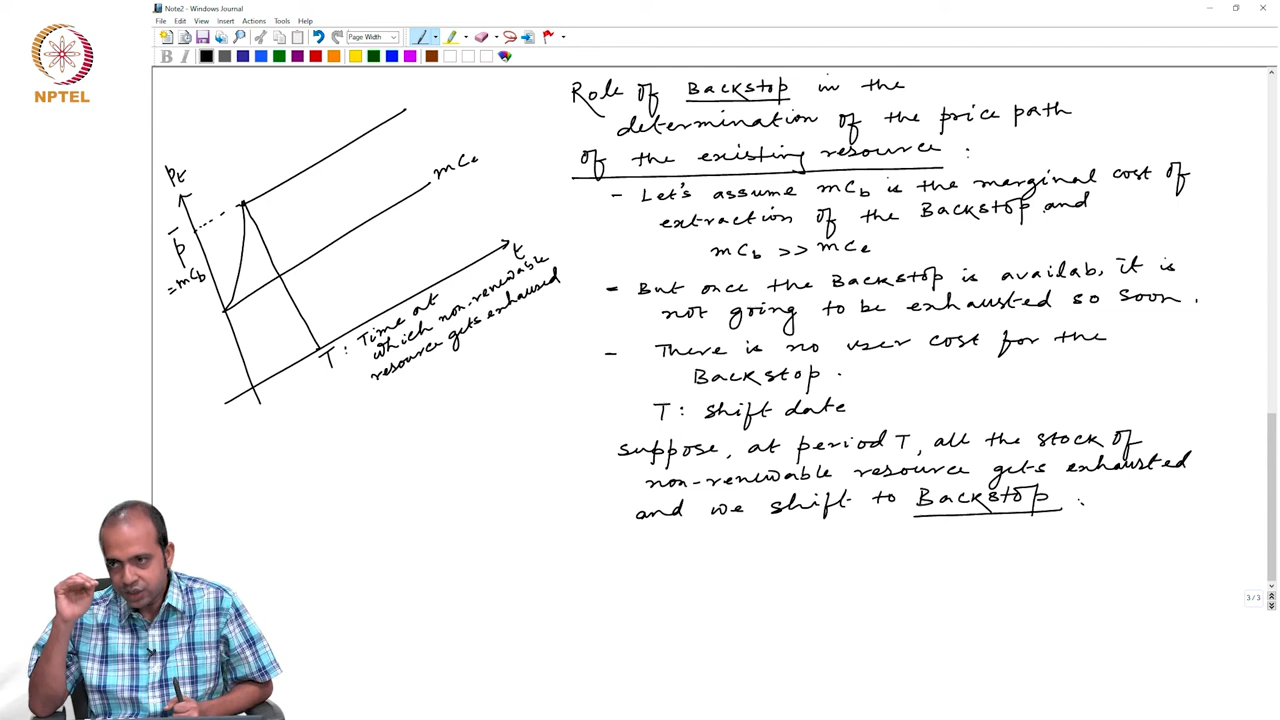 Note2 - Windows Journal
File Edit View Insert Actions Tools Help
Page Width
B I
NPTEL
Role of Backstop in the
determination of the price path
of the existing resource :
- Let's assume MCb is the marginal cost of
extraction of the Backstop and
MCb >> MCe
- But once the Backstop is availab, it is
not going to be exhausted so soon.
- There is no user cost for the
Backstop.
T: shift date
suppose, at period T, all the stock of
non-renewable resource gets exhausted
and we shift to Backstop.
Pt
p̄
=MCb
MCe
t
T: Time at
which non-renewable
resource gets exhaused
3/3